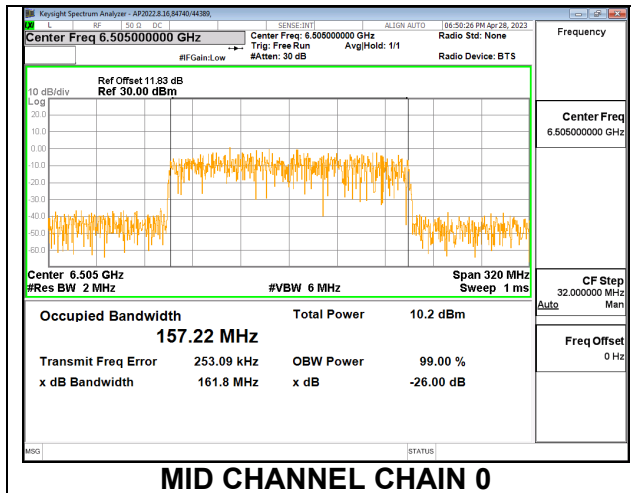 Keysight Spectrum Analyzer - AP2022.8.16,84740/44389,
L RF 50 Ω DC SENSE:INT ALIGN AUTO 06:50:26 PM Apr 28, 2023
Center Freq 6.505000000 GHz
Center Freq: 6.505000000 GHz Radio Std: None
Trig: Free Run Avg|Hold: 1/1
#IFGain:Low #Atten: 30 dB Radio Device: BTS
Frequency
Ref Offset 11.83 dB
10 dB/div Ref 30.00 dBm
Log
20.0
10.0
0.00
-10.0
-20.0
-30.0
-40.0
-50.0
-60.0
Center Freq
6.505000000 GHz
Center 6.505 GHz Span 320 MHz
#Res BW 2 MHz #VBW 6 MHz Sweep 1 ms
CF Step
32.000000 MHz
Auto Man
Freq Offset
0 Hz
Occupied Bandwidth Total Power 10.2 dBm
157.22 MHz
Transmit Freq Error 253.09 kHz OBW Power 99.00 %
x dB Bandwidth 161.8 MHz x dB -26.00 dB
MSG STATUS
MID CHANNEL CHAIN 0